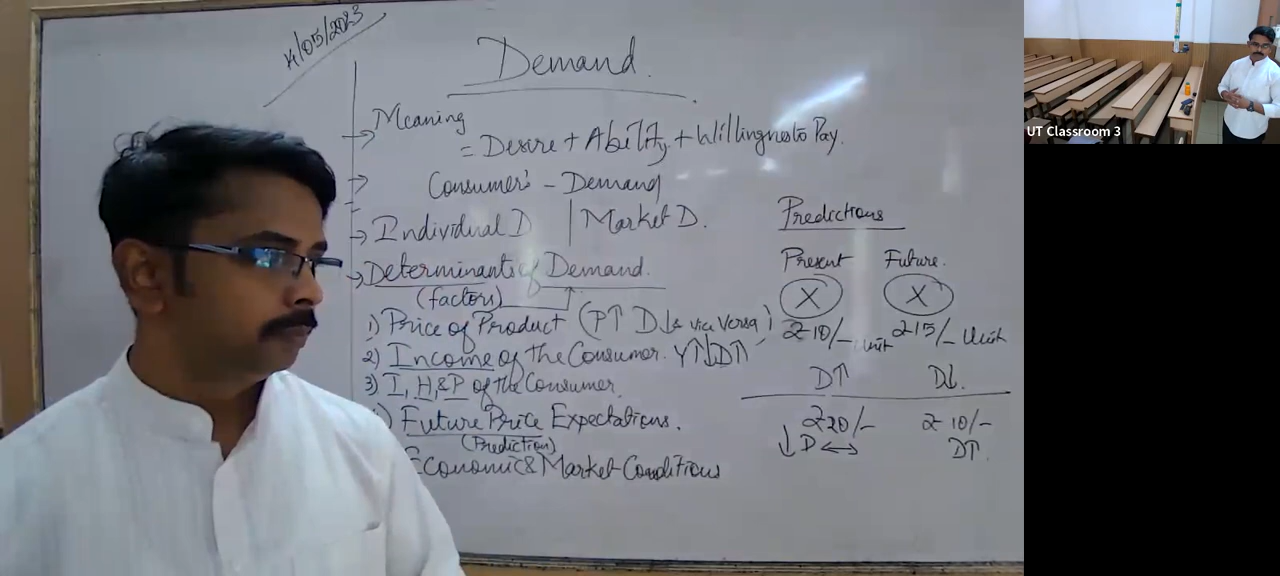 11/05/2023
Demand.
Meaning
= Desire + Ability + Willingness to Pay.
Consumer's - Demand
Individual D | Market D.
Determinants of Demand.
(factors)
1) Price of Product (P↑ D↓ & vice versa)
2) Income of the Consumer. Y↑↓D↑
3) I, H, & P of the Consumer.
Future Price Expectations.
(Prediction)
Economic & Market Conditions
Predictions
Present Future.
X X
₹10/- Unit ₹15/- Unit
D↑ D↓.
₹20/- ₹10/-
↓D↔ D↑.
UT Classroom 3